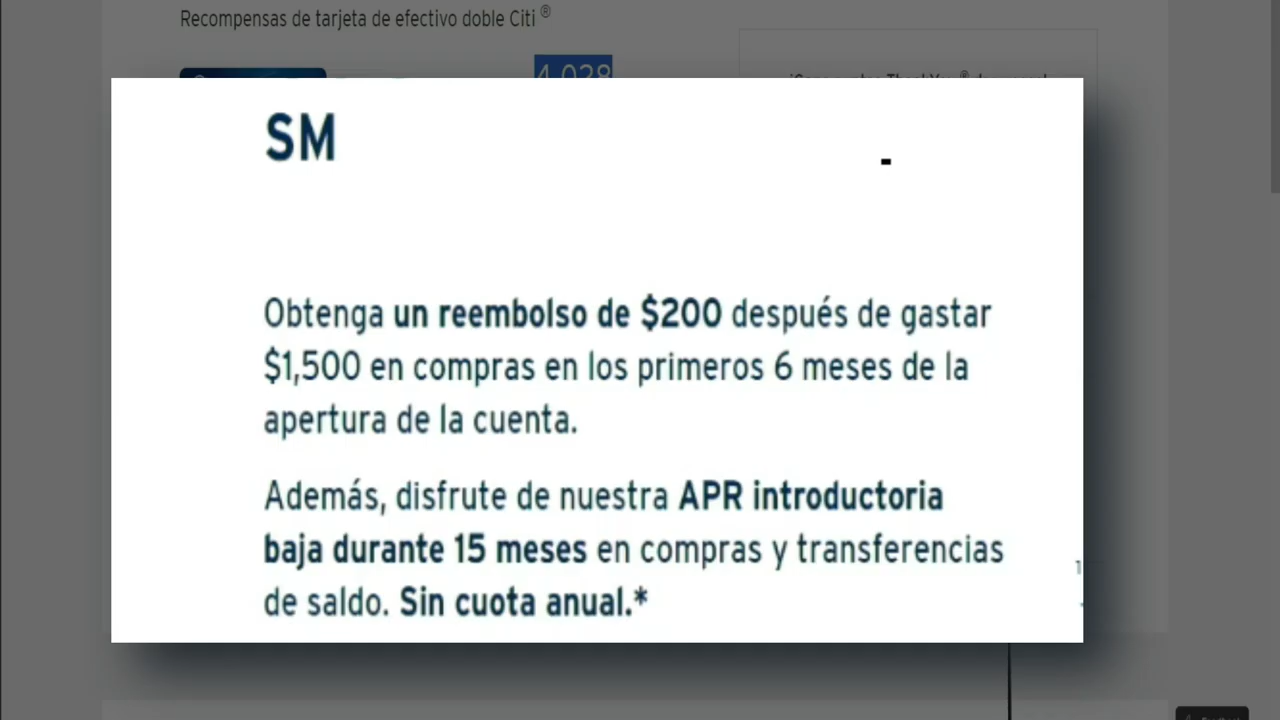 Recompensas de tarjeta de efectivo doble Citi ®
4,028
SM
-
Obtenga un reembolso de $200 después de gastar
$1,500 en compras en los primeros 6 meses de la
apertura de la cuenta.
Además, disfrute de nuestra APR introductoria
baja durante 15 meses en compras y transferencias
de saldo. Sin cuota anual.*